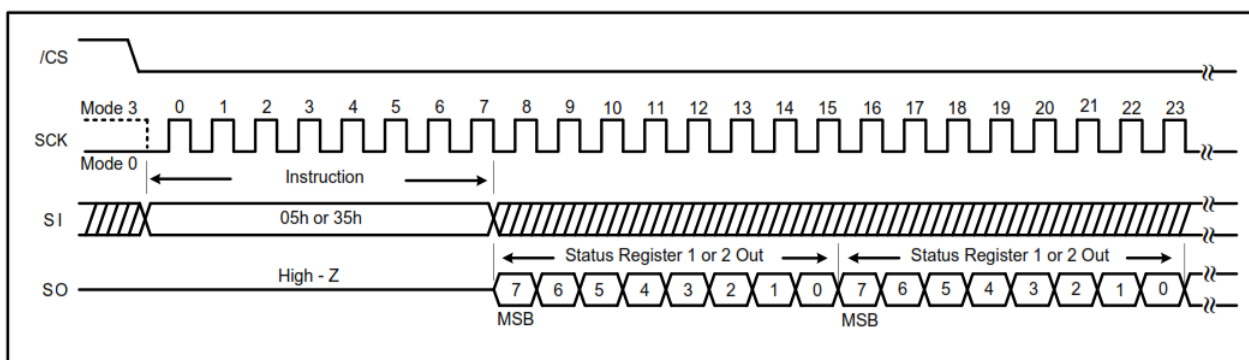 /CS
Mode 3 0 1 2 3 4 5 6 7 8 9 10 11 12 13 14 15 16 17 18 19 20 21 22 23
SCK
Mode 0
Instruction
SI 05h or 35h
Status Register 1 or 2 Out Status Register 1 or 2 Out
High - Z
SO 7 6 5 4 3 2 1 0 7 6 5 4 3 2 1 0
MSB MSB